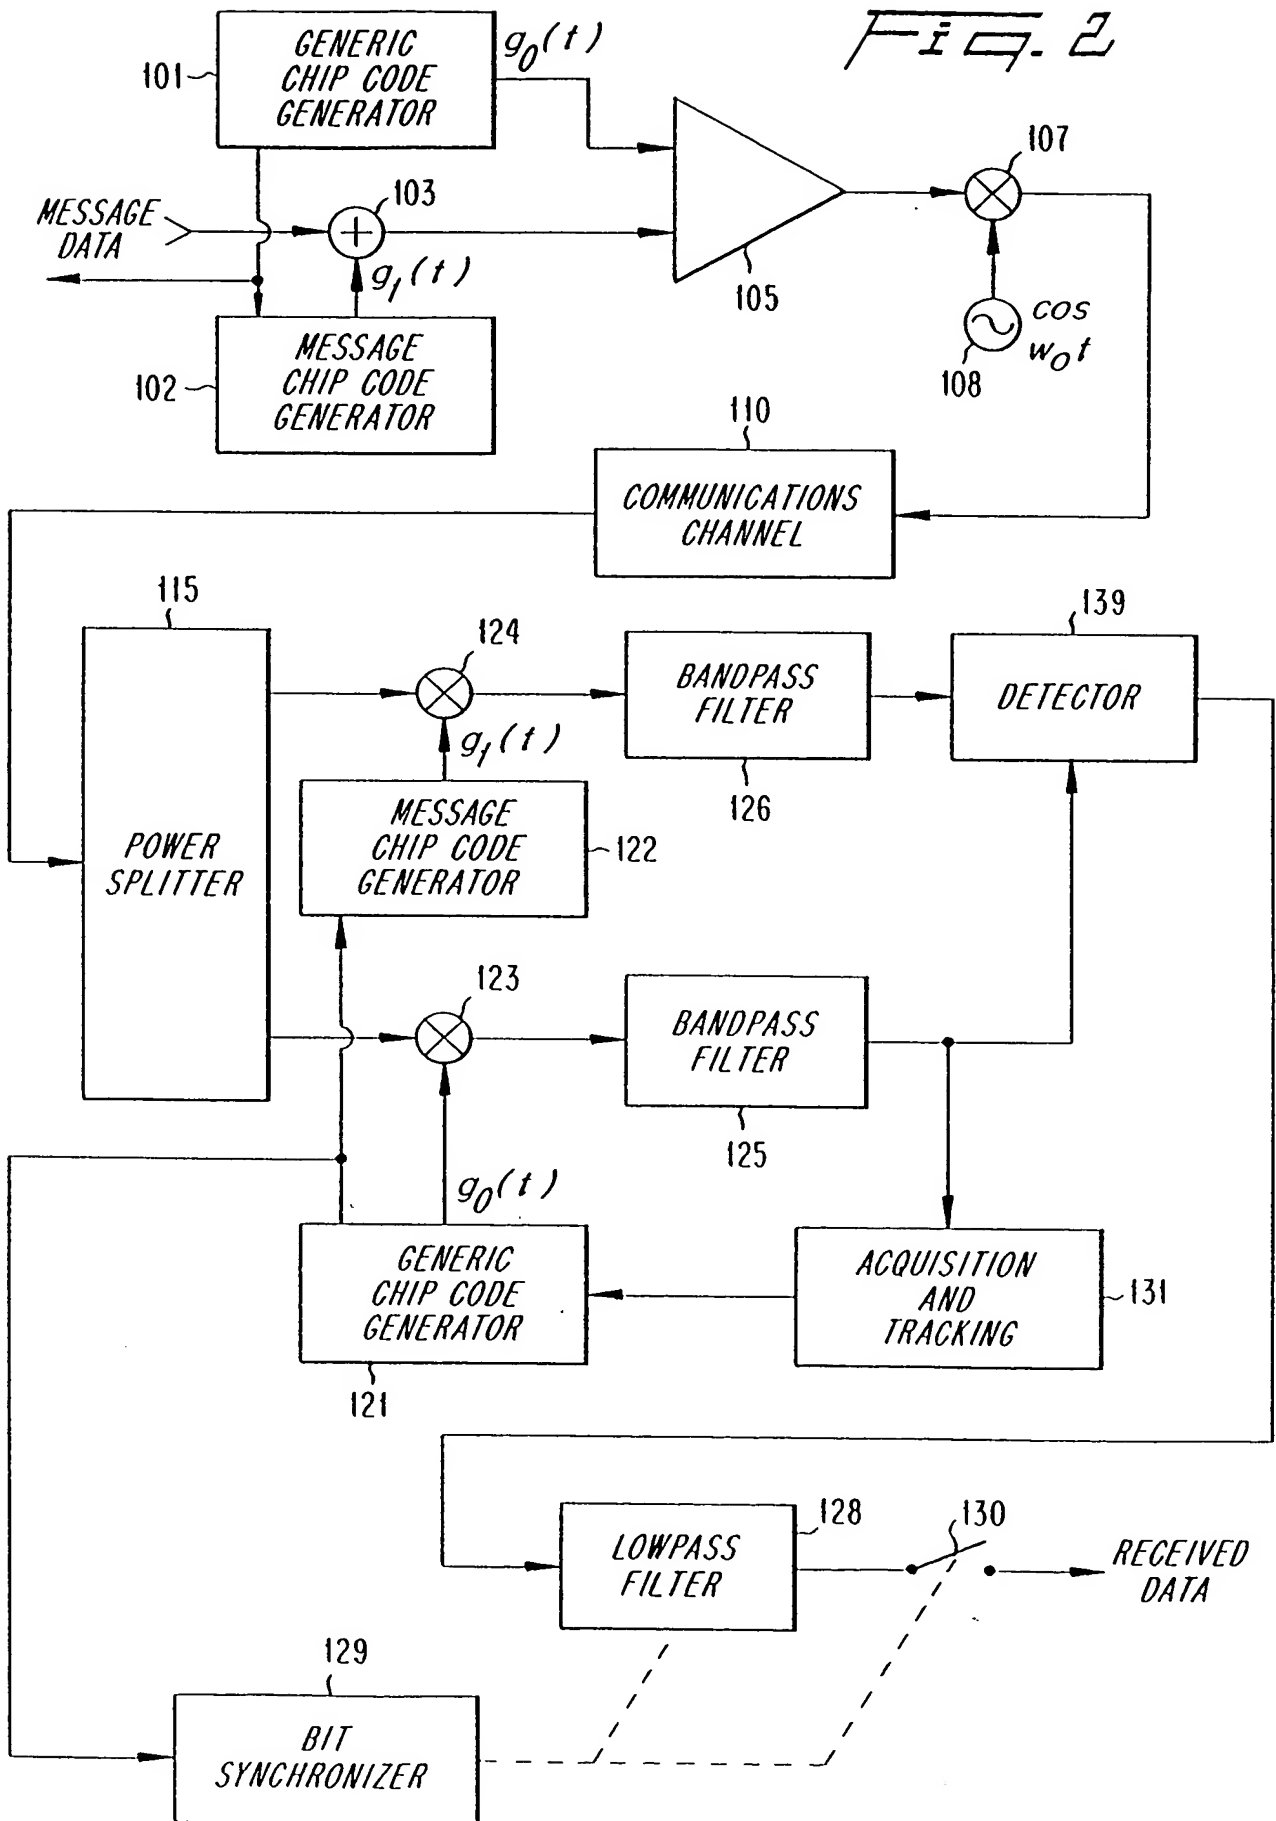 Fig. 2
GENERIC
CHIP CODE
GENERATOR
101
g0(t)
107
103
MESSAGE
DATA
g1(t)
105
cos
w0t
108
MESSAGE
CHIP CODE
GENERATOR
102
110
COMMUNICATIONS
CHANNEL
115
POWER
SPLITTER
124
g1(t)
BANDPASS
FILTER
126
139
DETECTOR
MESSAGE
CHIP CODE
GENERATOR
122
123
BANDPASS
FILTER
125
g0(t)
GENERIC
CHIP CODE
GENERATOR
121
ACQUISITION
AND
TRACKING
131
LOWPASS
FILTER
128
130
RECEIVED
DATA
129
BIT
SYNCHRONIZER